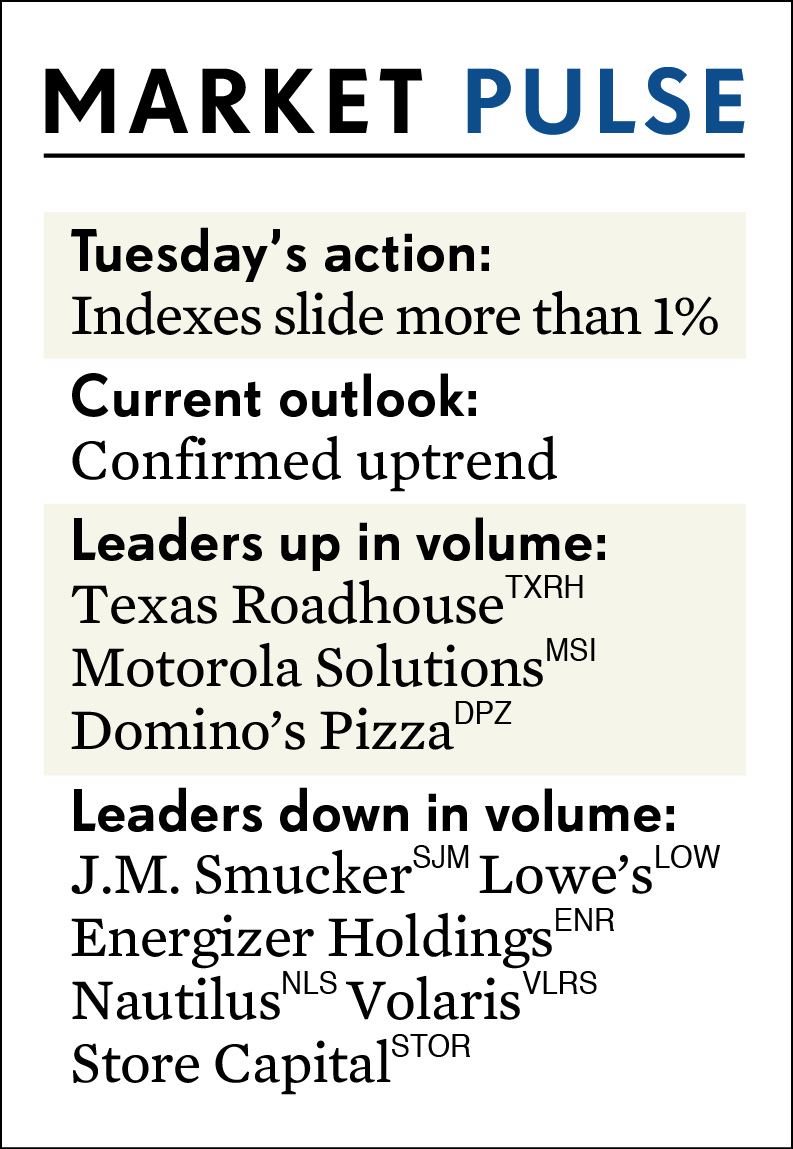 MARKET PULSE
Tuesday’s action:
Indexes slide more than 1%
Current outlook:
Confirmed uptrend
Leaders up in volume:
Texas Roadhouse TXRH
Motorola Solutions MSI
Domino’s Pizza DPZ
Leaders down in volume:
J.M. Smucker SJM Lowe’s LOW
Energizer Holdings ENR
Nautilus NLS Volaris VLRS
Store Capital STOR